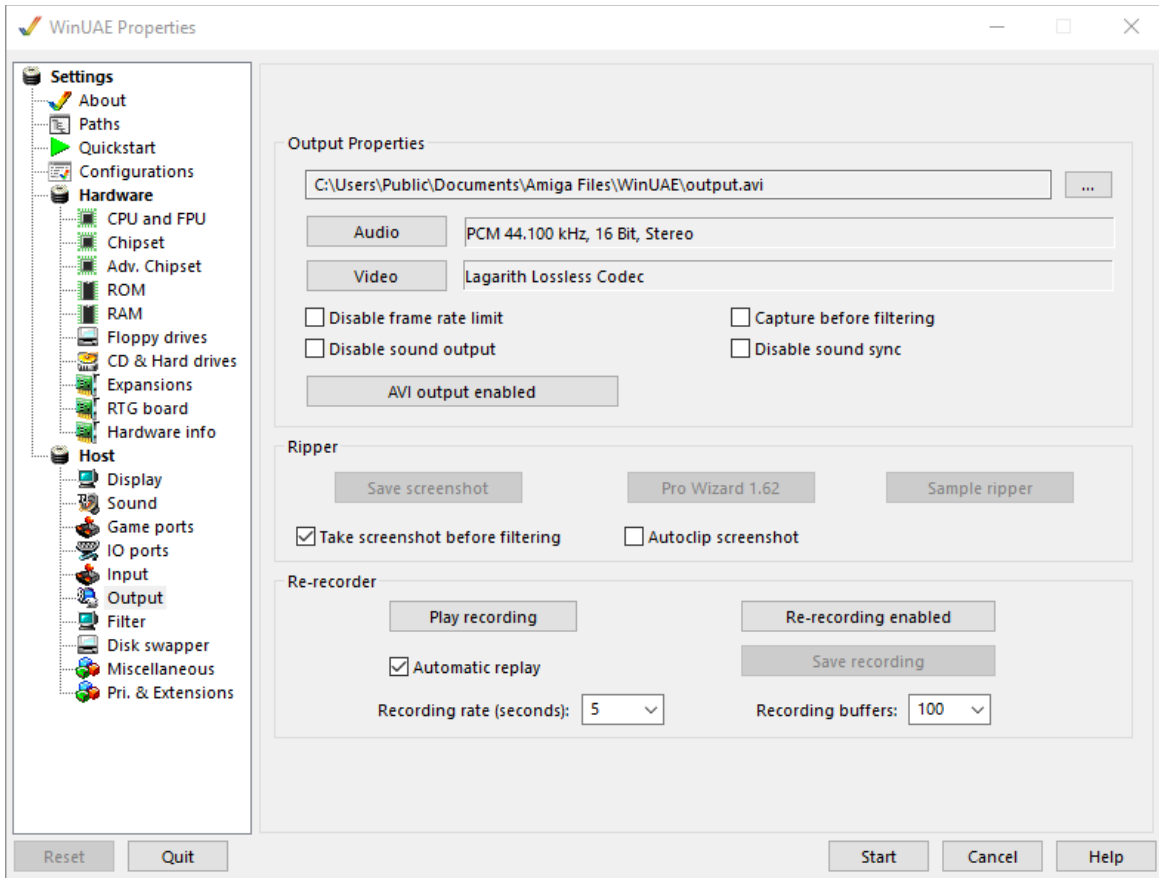 WinUAE Properties
Settings
About
Paths
Quickstart
Configurations
Hardware
CPU and FPU
Chipset
Adv. Chipset
ROM
RAM
Floppy drives
CD & Hard drives
Expansions
RTG board
Hardware info
Host
Display
Sound
Game ports
IO ports
Input
Output
Filter
Disk swapper
Miscellaneous
Pri. & Extensions
Output Properties
C:\Users\Public\Documents\Amiga Files\WinUAE\output.avi ...
Audio PCM 44.100 kHz, 16 Bit, Stereo
Video Lagarith Lossless Codec
Disable frame rate limit Capture before filtering
Disable sound output Disable sound sync
AVI output enabled
Ripper
Save screenshot Pro Wizard 1.62 Sample ripper
Take screenshot before filtering Autoclip screenshot
Re-recorder
Play recording Re-recording enabled
Automatic replay Save recording
Recording rate (seconds): 5 Recording buffers: 100
Reset Quit Start Cancel Help